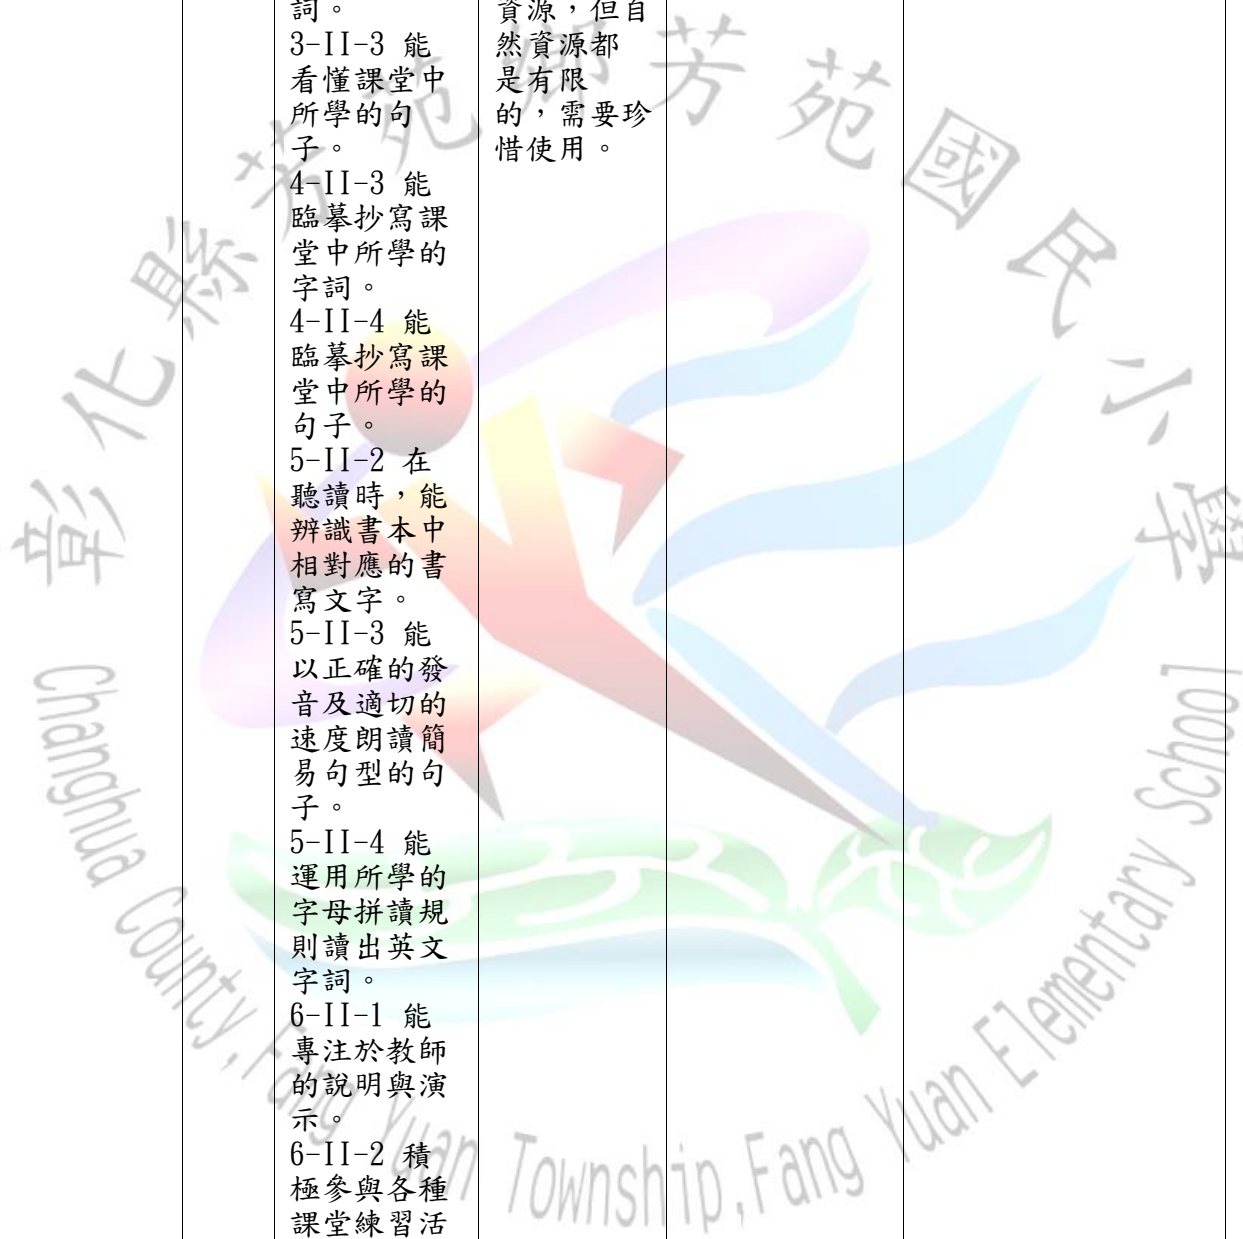 詞。
3-II-3 能
看懂課堂中
所學的句
子。
4-II-3 能
臨摹抄寫課
堂中所學的
字詞。
4-II-4 能
臨摹抄寫課
堂中所學的
句子。
5-II-2 在
聽讀時,能
辨識書本中
相對應的書
寫文字。
5-II-3 能
以正確的發
音及適切的
速度朗讀簡
易句型的句
子。
5-II-4 能
運用所學的
字母拼讀規
則讀出英文
字詞。
6-II-1 能
專注於教師
的說明與演
示。
6-II-2 積
極參與各種
課堂練習活
資源,但自
然資源都
是有限
的,需要珍
惜使用。
彰化縣芳苑鄉芳苑國民小學
Changhua County, Fang Yuan Township, Fang Yuan Elementary School